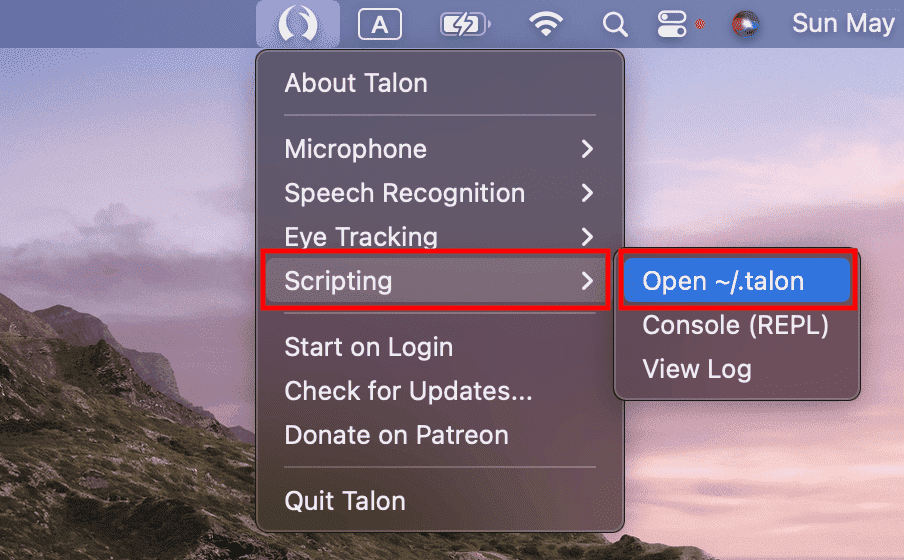 A
Sun May
About Talon
Microphone
Speech Recognition
Eye Tracking
Scripting
Open ~/.talon
Console (REPL)
View Log
Start on Login
Check for Updates...
Donate on Patreon
Quit Talon